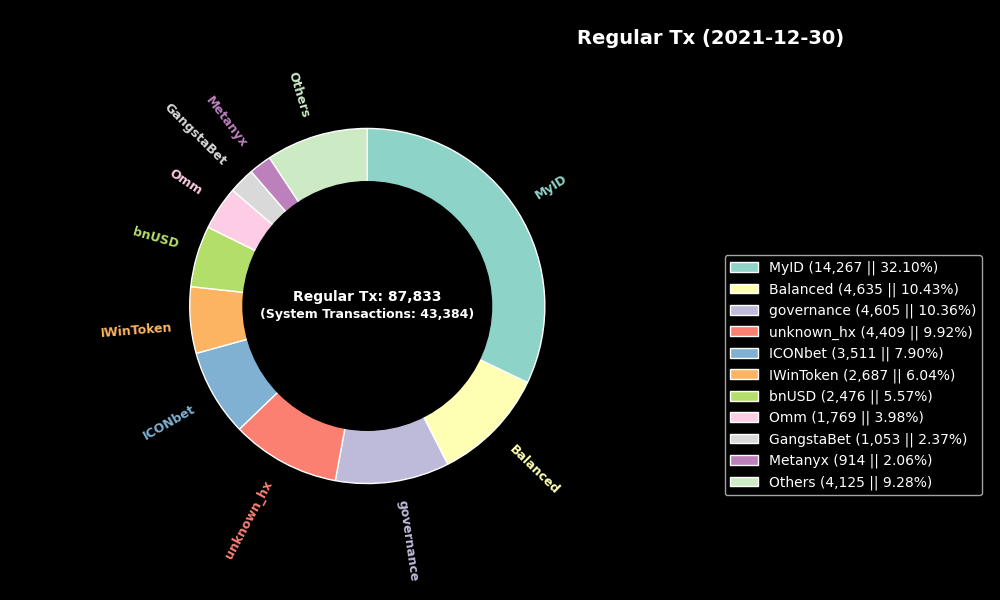 Regular Tx (2021-12-30)
Others
Metanyx
GangstaBet
Omm
bnUSD
IWinToken
ICONbet
unknown_hx
governance
Balanced
MyID
Regular Tx: 87,833
(System Transactions: 43,384)
MyID (14,267 || 32.10%)
Balanced (4,635 || 10.43%)
governance (4,605 || 10.36%)
unknown_hx (4,409 || 9.92%)
ICONbet (3,511 || 7.90%)
IWinToken (2,687 || 6.04%)
bnUSD (2,476 || 5.57%)
Omm (1,769 || 3.98%)
GangstaBet (1,053 || 2.37%)
Metanyx (914 || 2.06%)
Others (4,125 || 9.28%)